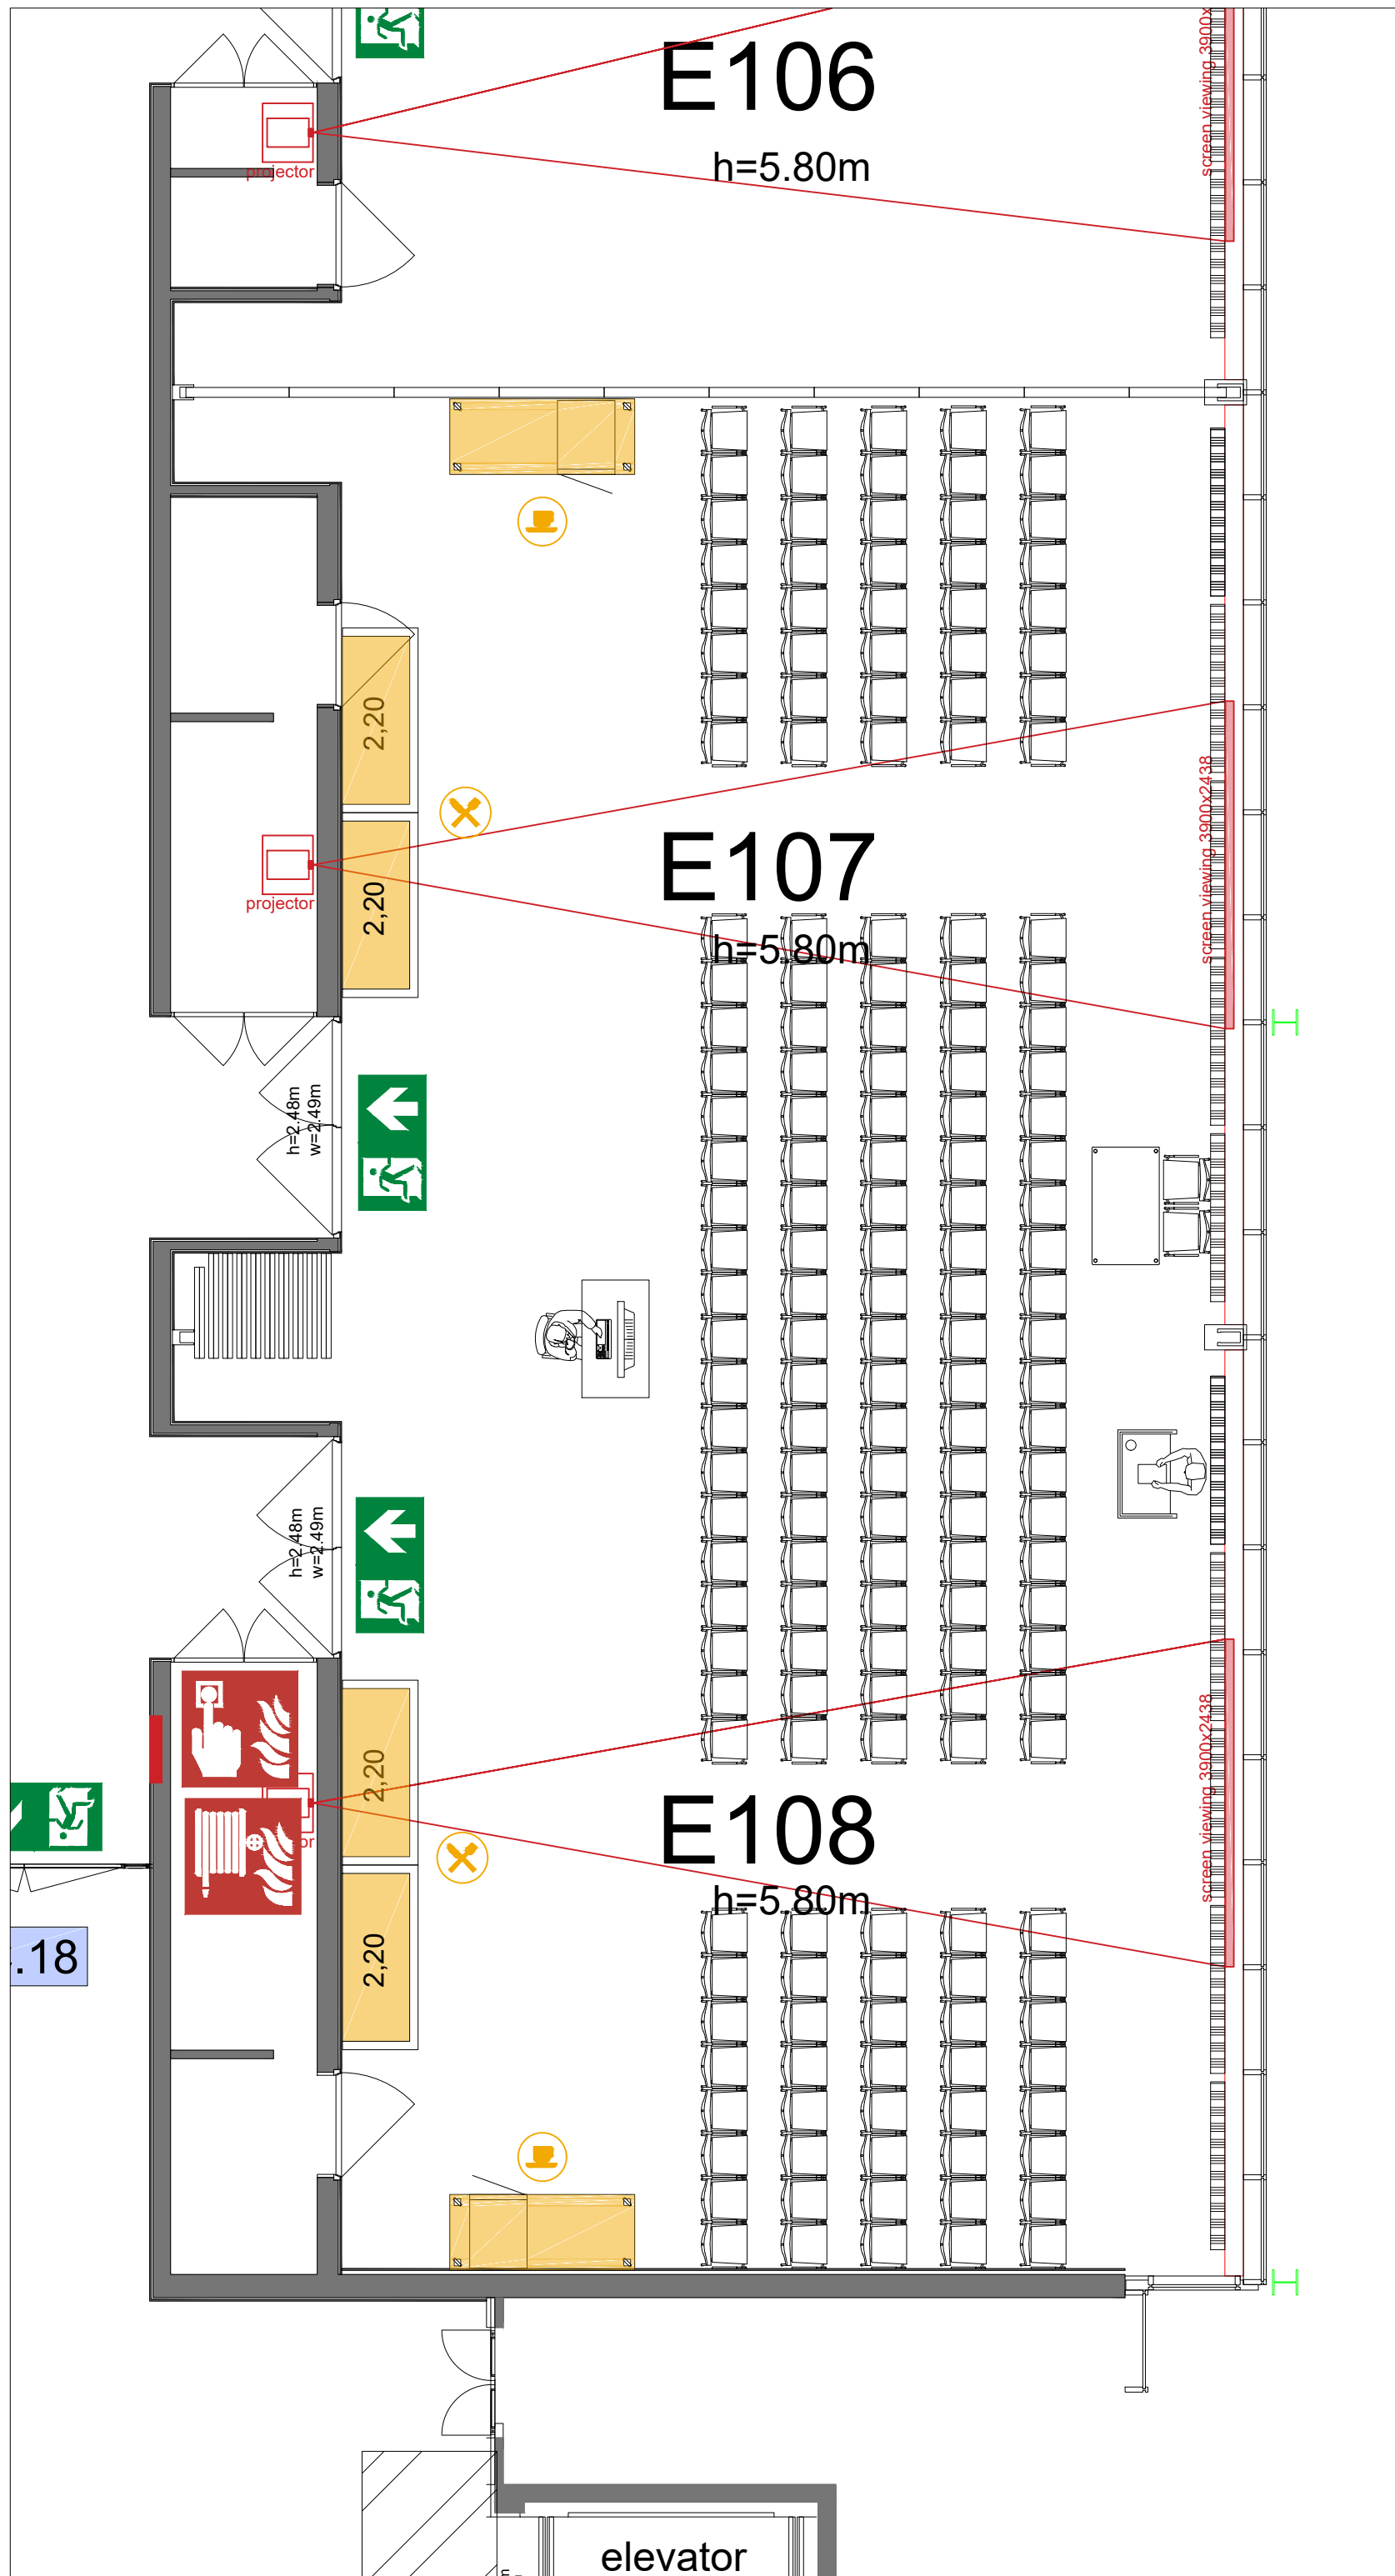 E106
screen viewing 3900x
h=5.80m
projector
2,20
screen viewing 3900x2438
E107
2,20
projector
h=5.80m
h=2.48m
w=2.49m
h=2.48m
w=2.49m
screen viewing 3900x2438
2,20
E108
h=5.80m
2,20
.18
elevator